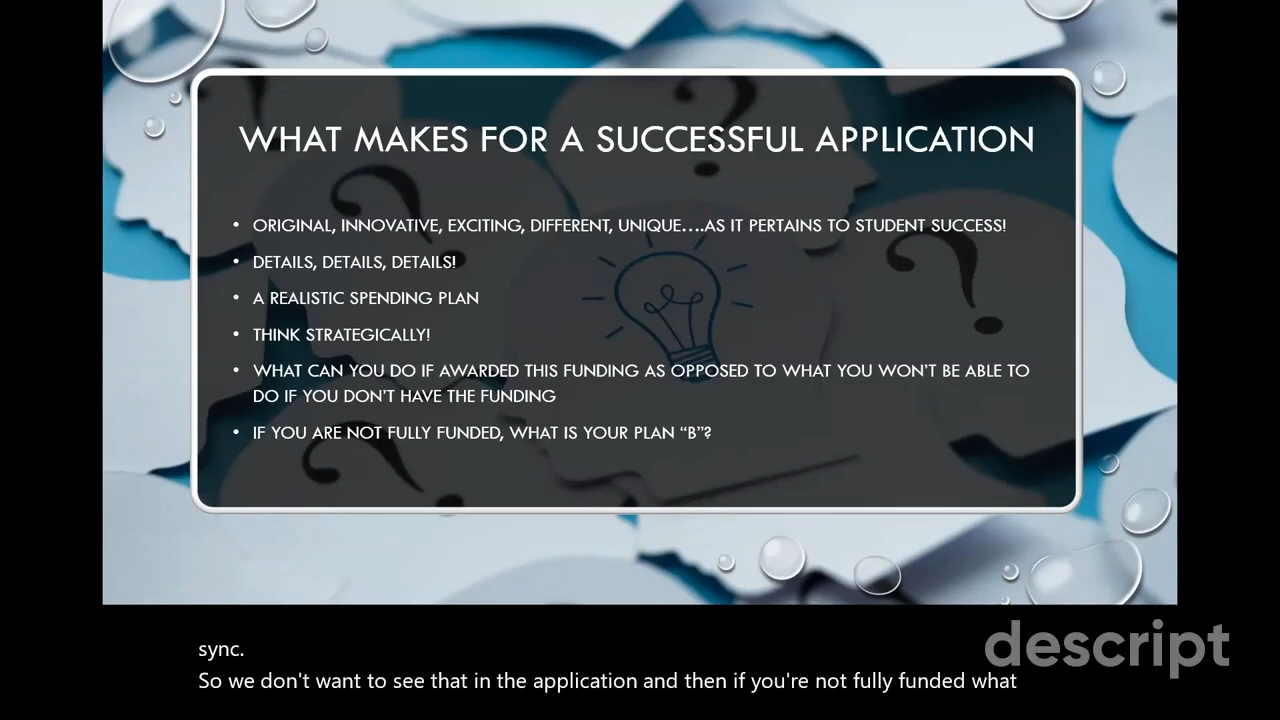 WHAT MAKES FOR A SUCCESSFUL APPLICATION
• ORIGINAL, INNOVATIVE, EXCITING, DIFFERENT, UNIQUE….AS IT PERTAINS TO STUDENT SUCCESS!
• DETAILS, DETAILS, DETAILS!
• A REALISTIC SPENDING PLAN
• THINK STRATEGICALLY!
• WHAT CAN YOU DO IF AWARDED THIS FUNDING AS OPPOSED TO WHAT YOU WON’T BE ABLE TO
DO IF YOU DON’T HAVE THE FUNDING
• IF YOU ARE NOT FULLY FUNDED, WHAT IS YOUR PLAN “B”?
sync.
descript
So we don't want to see that in the application and then if you're not fully funded what